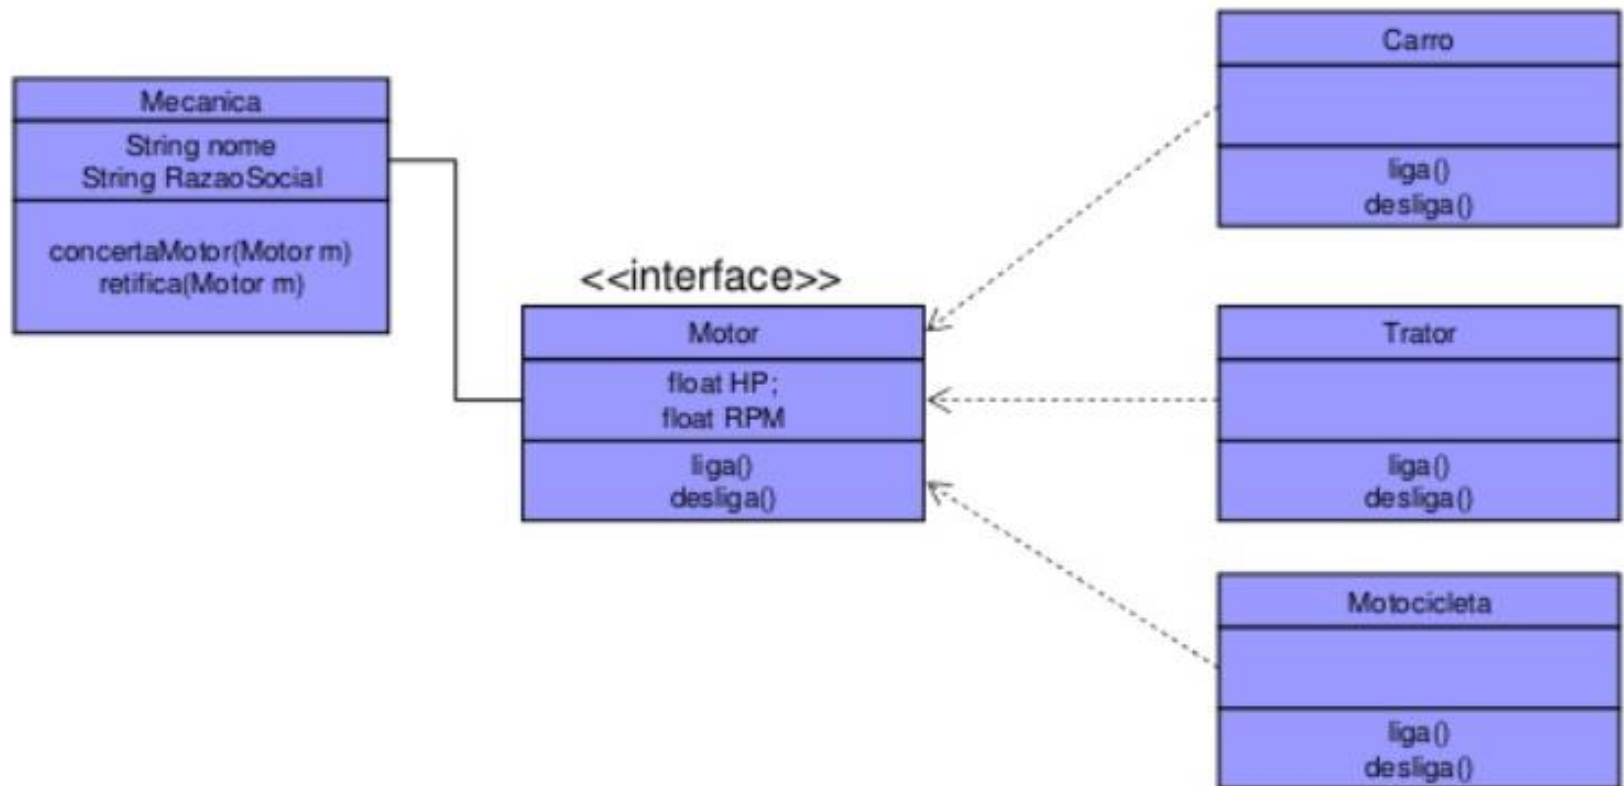 Mecanica
String nome
String RazaoSocial
concertaMotor(Motor m)
retifica(Motor m)
<<interface>>
Motor
float HP;
float RPM
liga()
desliga()
Carro
liga()
desliga()
Trator
liga()
desliga()
Motocicleta
liga()
desliga()